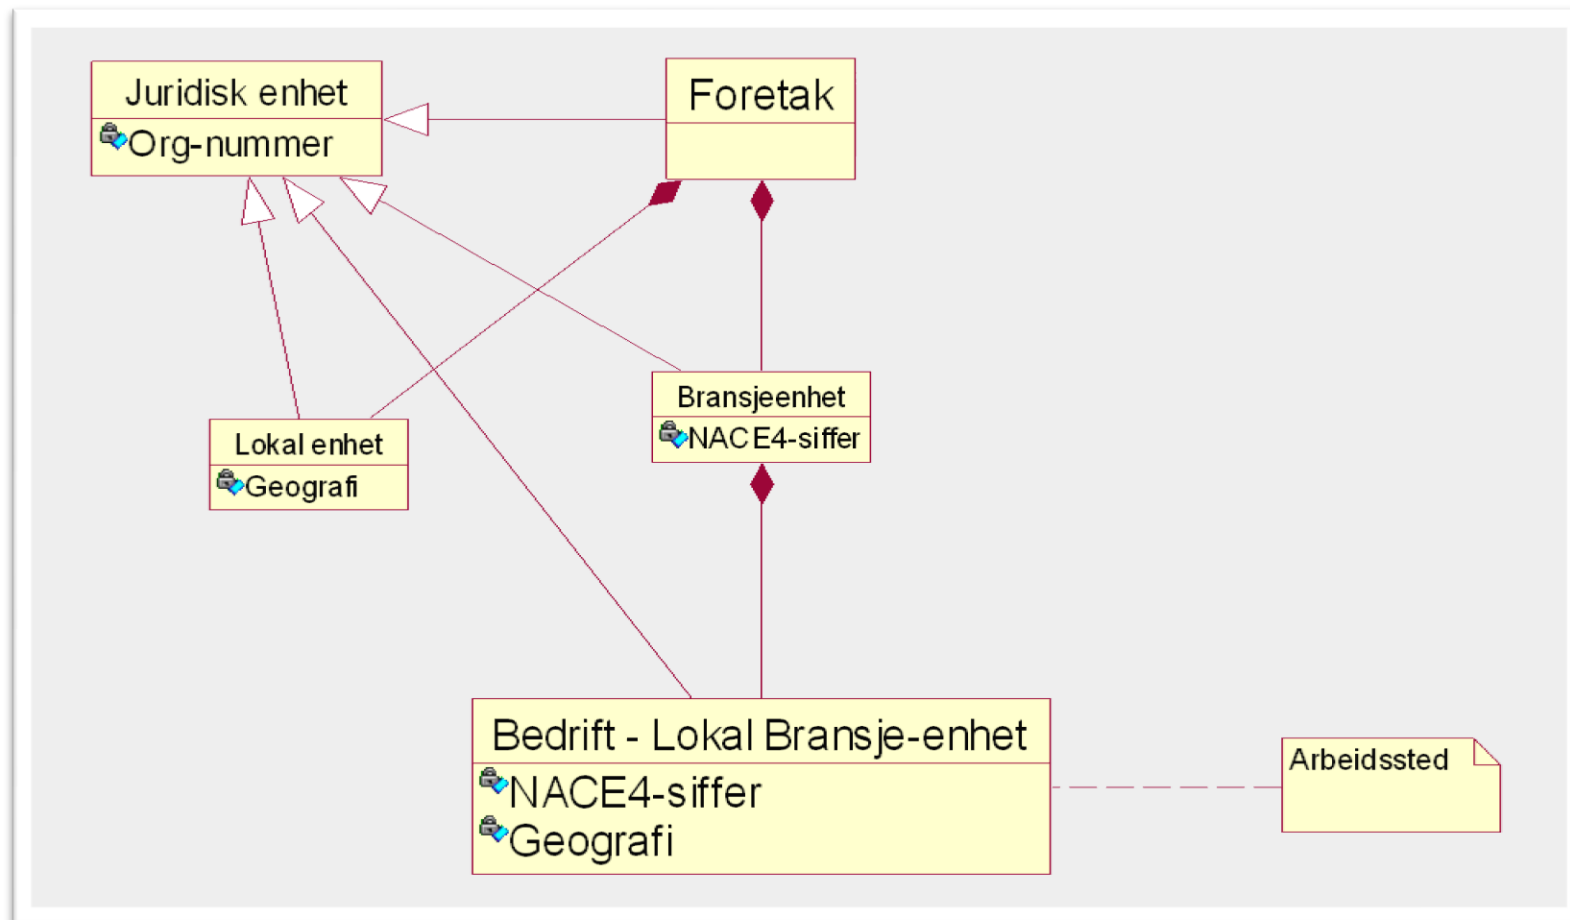 Juridisk enhet
Org-nummer
Foretak
Bransjeenhet
NACE4-siffer
Lokal enhet
Geografi
Bedrift - Lokal Bransje-enhet
NACE4-siffer
Geografi
Arbeidssted